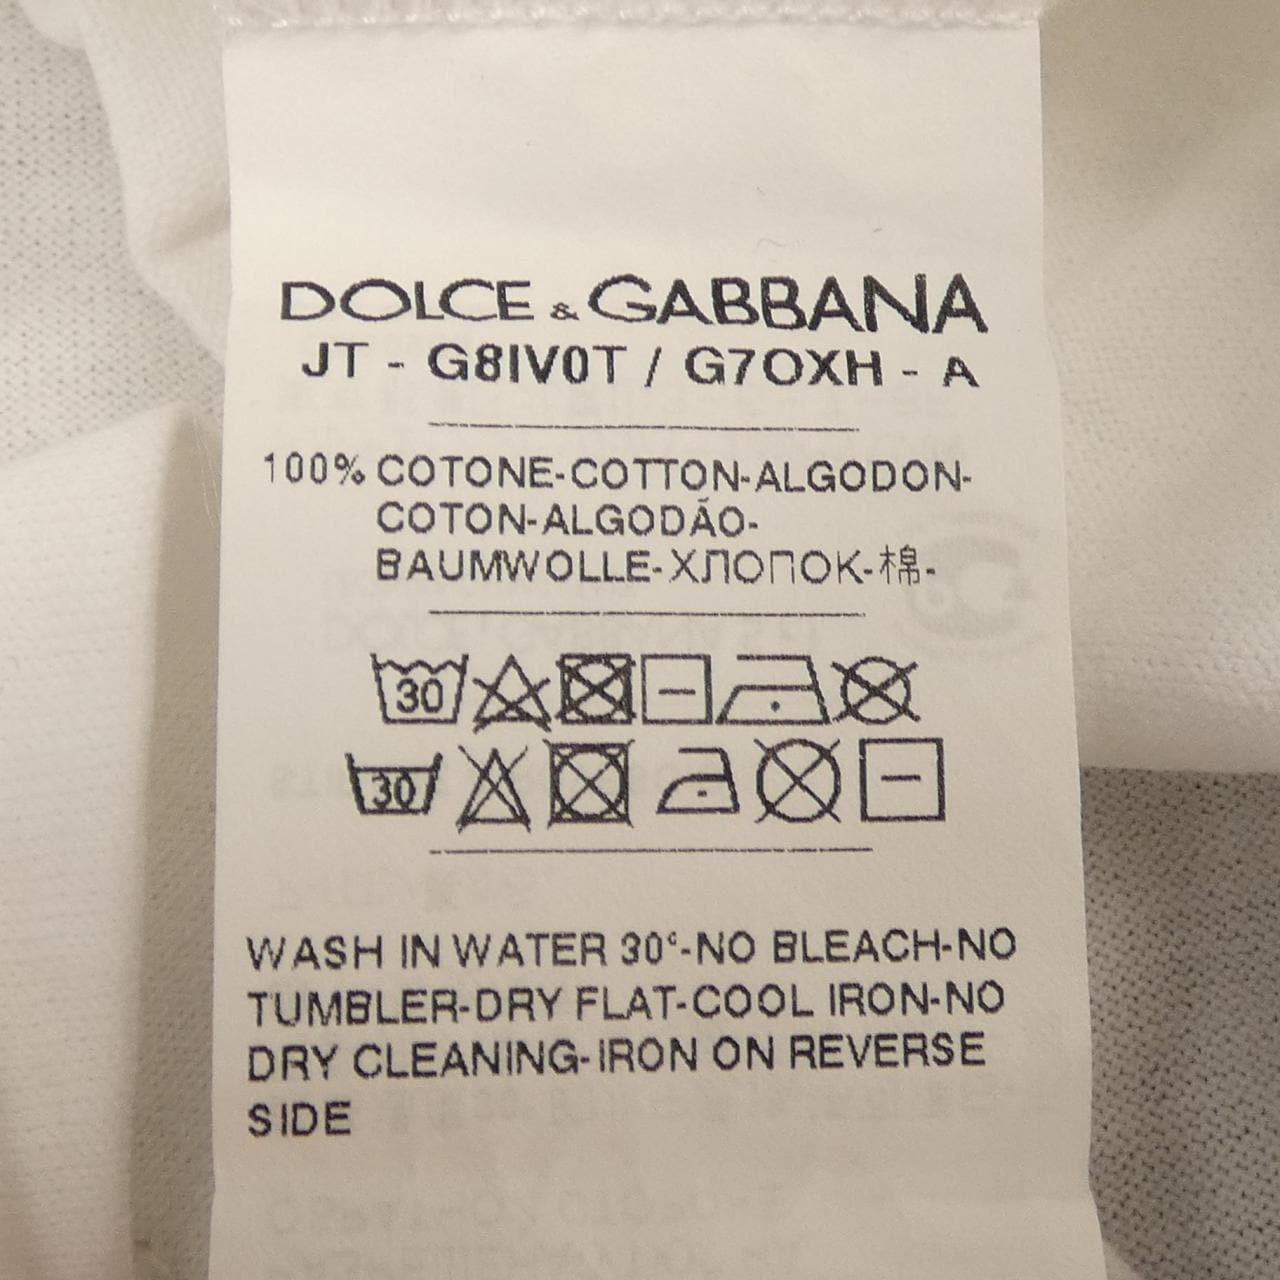 DOLCE & GABBANA
JT - G8IV0T / G7OXH - A
100% COTONE-COTTON-ALGODON-
COTON-ALGODÃO-
BAUMWOLLE-ХЛОПОК-棉-
30
30
WASH IN WATER 30°-NO BLEACH-NO
TUMBLER-DRY FLAT-COOL IRON-NO
DRY CLEANING-IRON ON REVERSE
SIDE